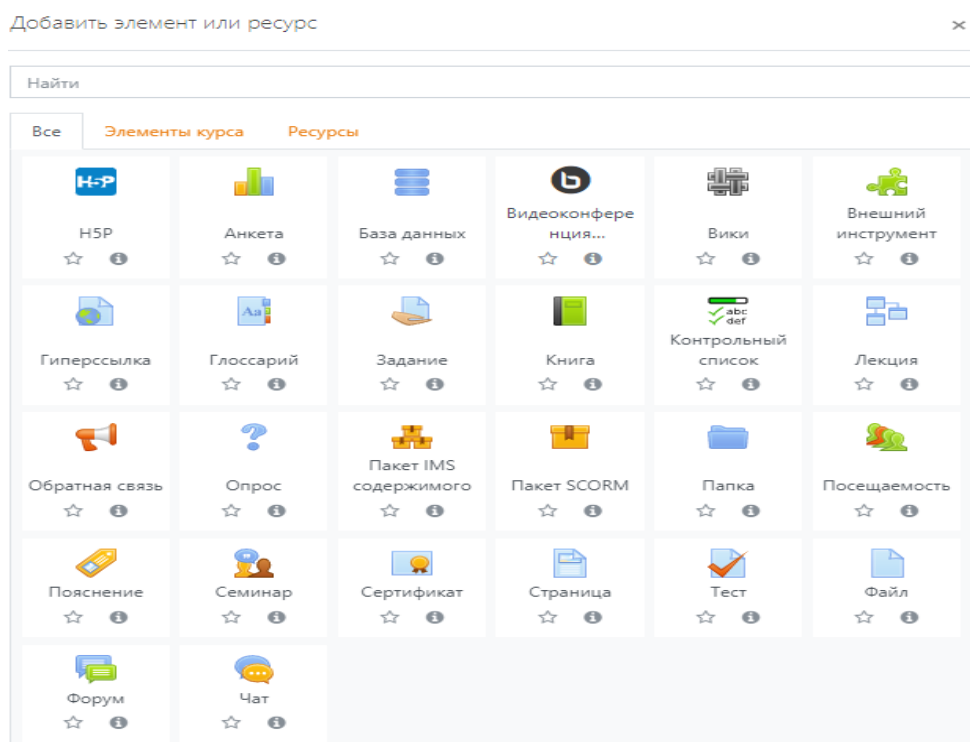 Добавить элемент или ресурс
×
Найти
Все Элементы курса Ресурсы
H5P
H5P
Анкета
База данных
b
Видеоконфере
нция...
Вики
Внешний
инструмент
Гиперссылка
Aa
Глоссарий
Задание
Книга
abc
def
Контрольный
список
Лекция
Обратная связь
?
Опрос
Пакет IMS
содержимого
Пакет SCORM
Папка
Посещаемость
Пояснение
Семинар
Сертификат
Страница
Тест
Файл
Форум
Чат